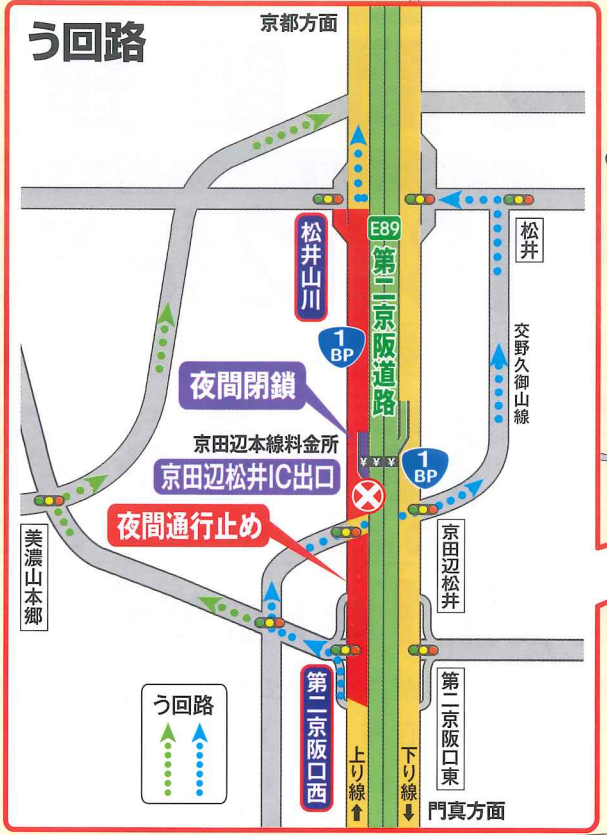 う回路
京都方面
松井山川
E89
第二京阪道路
松井
1
BP
交野久御山線
夜間閉鎖
京田辺本線料金所
京田辺松井IC出口
¥ ¥ ¥
1
BP
夜間通行止め
美濃山本郷
京田辺松井
う回路
第二京阪口西
第二京阪口東
上り線
下り線
門真方面